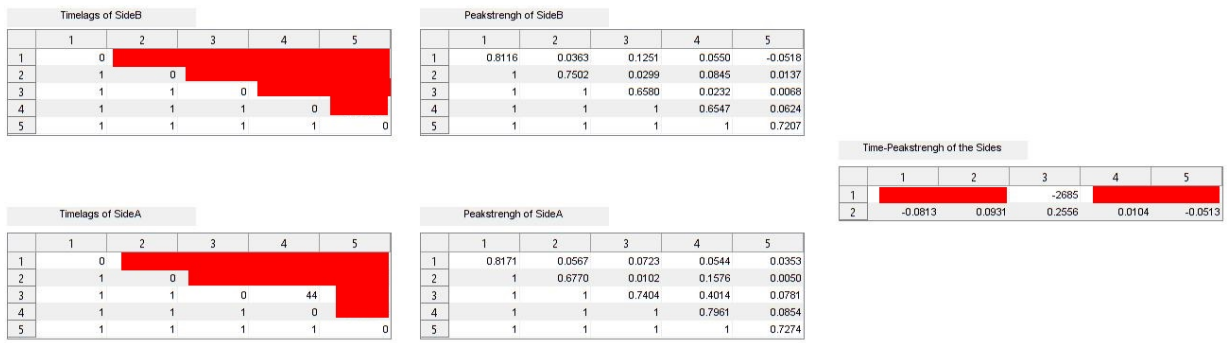 Timelags of SideB
1 2 3 4 5
1 0
2 1 0
3 1 1 0
4 1 1 1 0
5 1 1 1 1 0
Peakstrengh of SideB
1 2 3 4 5
1 0.8116 0.0363 0.1251 0.0550 -0.0518
2 1 0.7502 0.0299 0.0845 0.0137
3 1 1 0.6580 0.0232 0.0068
4 1 1 1 0.6547 0.0624
5 1 1 1 1 0.7207
Time-Peakstrengh of the Sides
1 2 3 4 5
1 -2685
2 -0.0813 0.0931 0.2556 0.0104 -0.0513
Timelags of SideA
1 2 3 4 5
1 0
2 1 0
3 1 1 0 44
4 1 1 1 0
5 1 1 1 1 0
Peakstrengh of SideA
1 2 3 4 5
1 0.8171 0.0567 0.0723 0.0544 0.0353
2 1 0.6770 0.0102 0.1576 0.0050
3 1 1 0.7404 0.4014 0.0781
4 1 1 1 0.7961 0.0854
5 1 1 1 1 0.7274